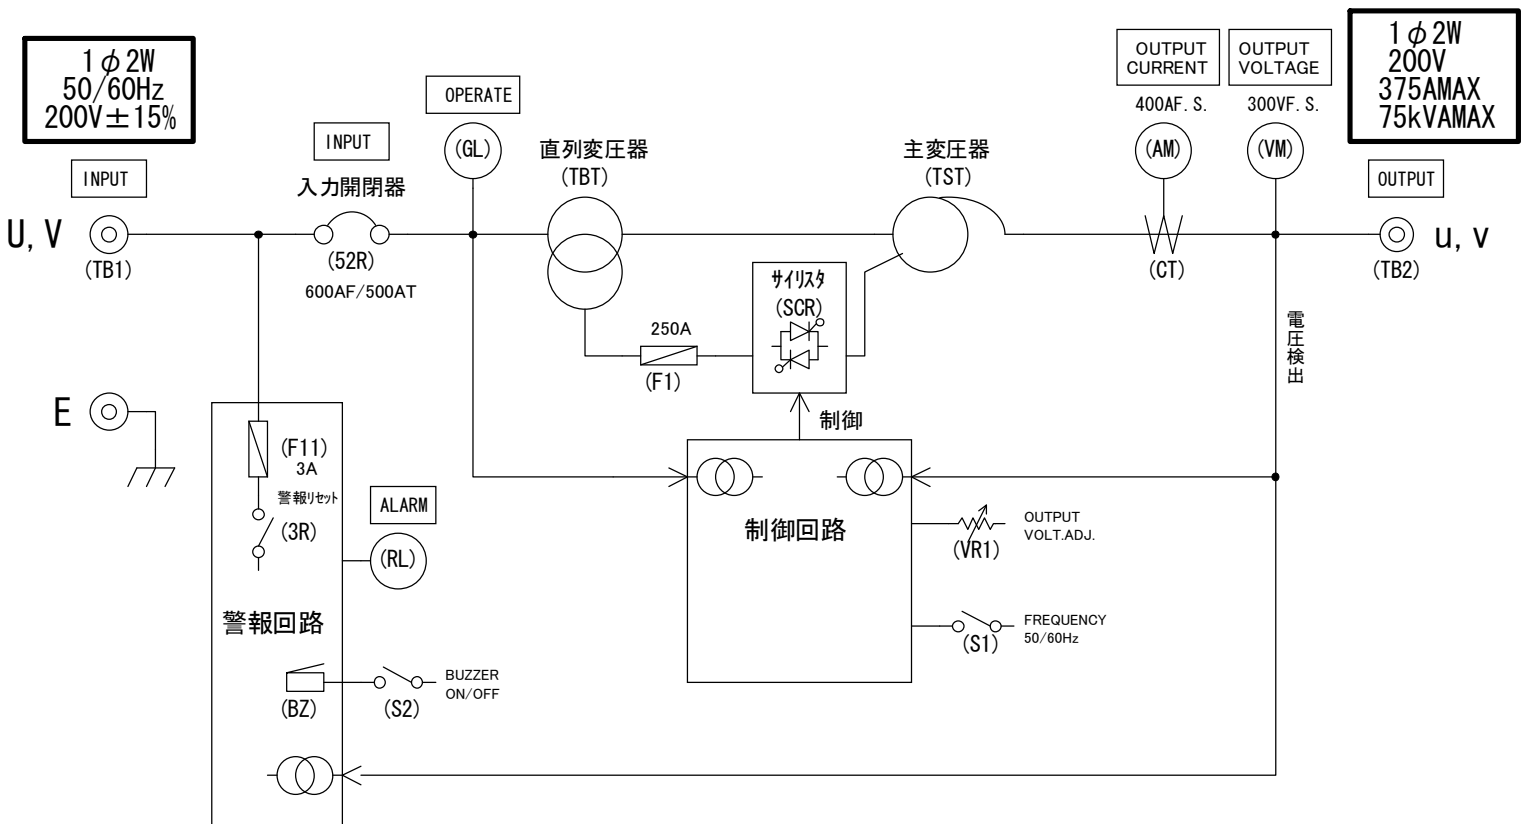 1φ2W
50/60Hz
200V±15%
INPUT
U, V
(TB1)
INPUT
入力開閉器
(52R)
600AF/500AT
OPERATE
(GL)
直列変圧器
(TBT)
主変圧器
(TST)
OUTPUT
CURRENT
400AF.S.
(AM)
(CT)
OUTPUT
VOLTAGE
300VF.S.
(VM)
1φ2W
200V
375AMAX
75kVAMAX
OUTPUT
u, v
(TB2)
サイリスタ
(SCR)
250A
(F1)
電圧検出
E
制御
(F11)
3A
警報リセット
(3R)
ALARM
(RL)
制御回路
OUTPUT
VOLT.ADJ.
(VR1)
FREQUENCY
50/60Hz
(S1)
警報回路
BUZZER
ON/OFF
(BZ)
(S2)